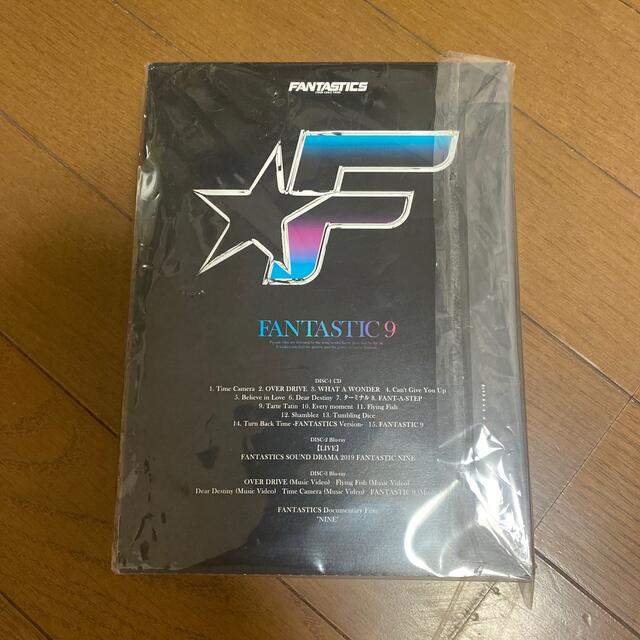 FANTASTICS
FANTASTIC 9
DISC-1 CD
1. Time Camera 2. OVER DRIVE 3. WHAT A WONDER 4. Can't Give You Up
5. Believe in Love 6. Dear Destiny 7. ターミナル 8. FANT-A-STEP
9. Tarte Tatin 10. Every moment 11. Flying Fish
12. Shamblez 13. Tumbling Dice
14. Turn Back Time -FANTASTICS Version- 15. FANTASTIC 9
DISC-2 Blu-ray
【LIVE】
FANTASTICS SOUND DRAMA 2019 FANTASTIC NINE
DISC-3 Blu-ray
OVER DRIVE (Music Video) Flying Fish (Music Video)
Dear Destiny (Music Video) Time Camera (Music Video) FANTASTIC 9
FANTASTICS Documentary Film
"NINE"